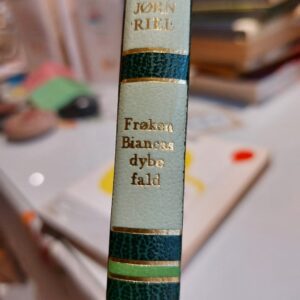 JØRN
RIEL
Frøken
Biancas
dybe
fald